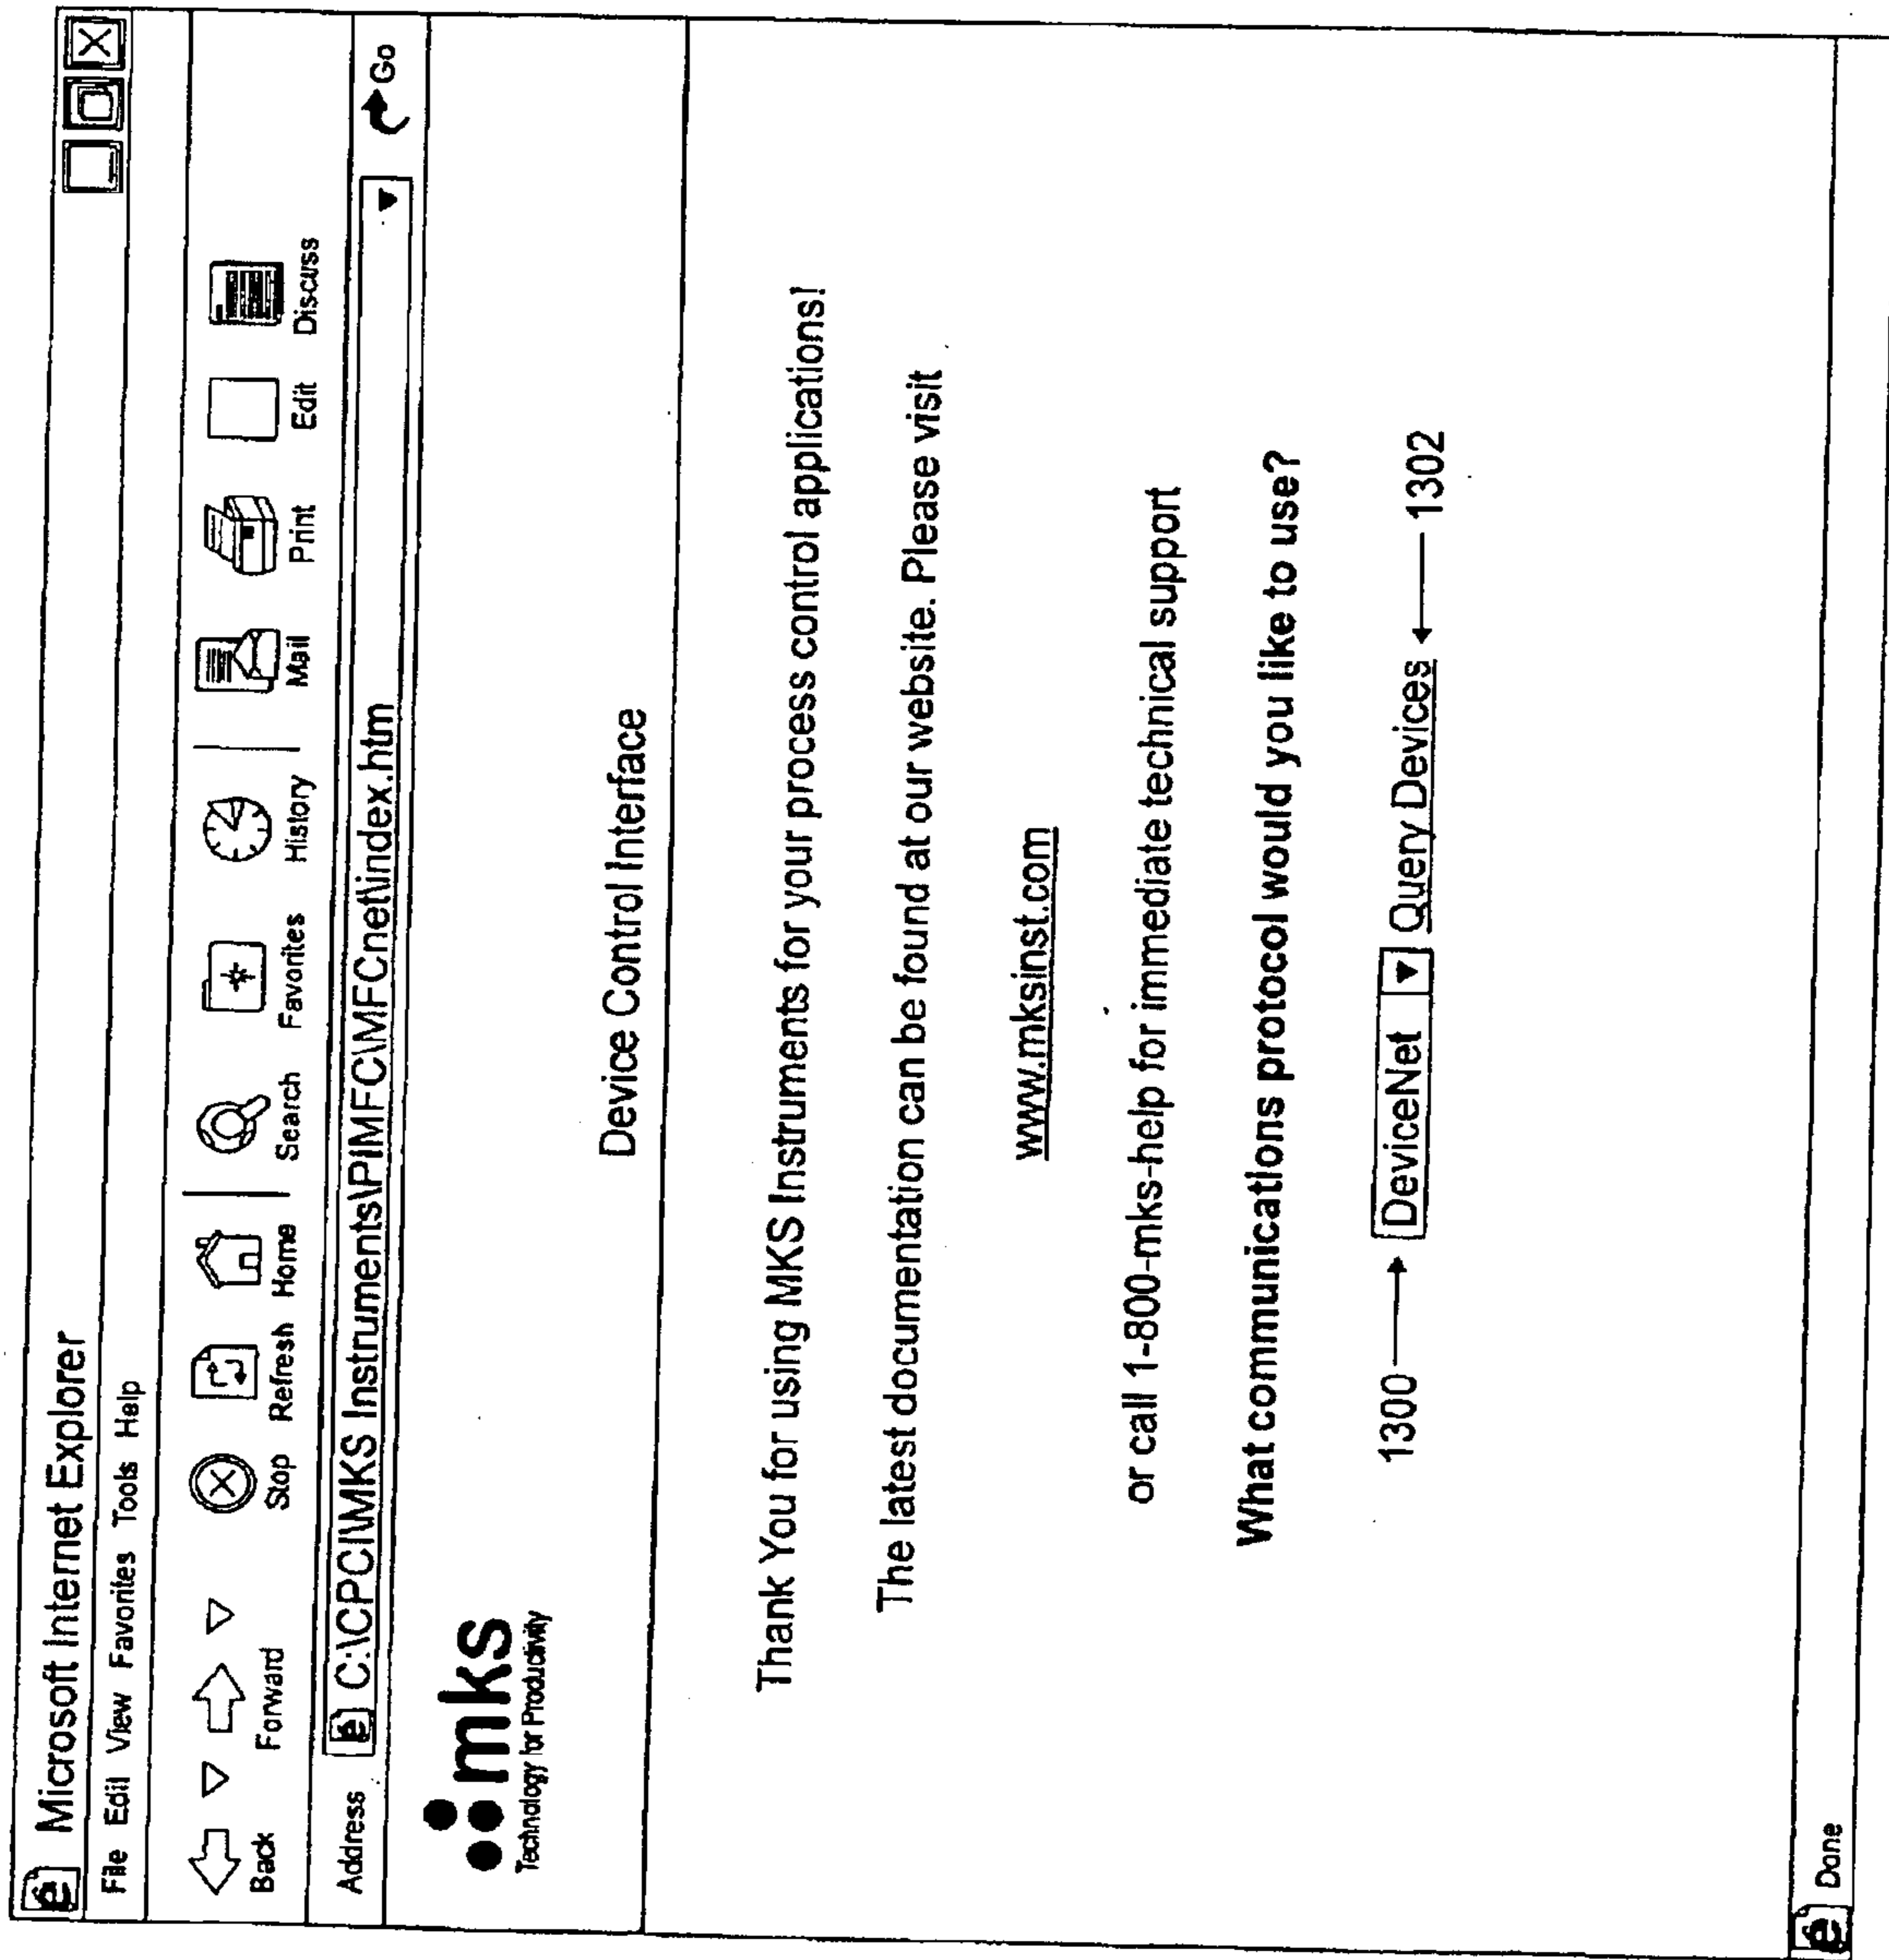 Microsoft Internet Explorer
File Edit View Favorites Tools Help
Back Forward Stop Refresh Home Search Favorites History Mail Print Edit Discuss
Address C:\CPCI\MKS Instruments\PIMFC\MFCnet\index.htm Go
mks
Technology for Productivity
Device Control Interface
Thank You for using MKS Instruments for your process control applications!
The latest documentation can be found at our website. Please visit
www.mksinst.com
or call 1-800-mks-help for immediate technical support
What communications protocol would you like to use?
1300 DeviceNet Query Devices 1302
Done